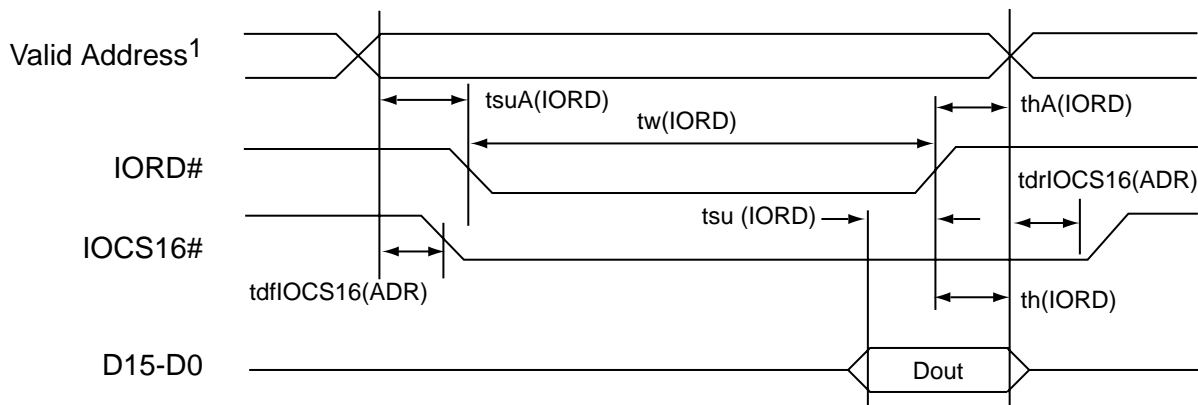 Valid Address1
tsuA(IORD)
thA(IORD)
tw(IORD)
IORD#
tdrIOCS16(ADR)
tsu (IORD)
IOCS16#
tdfIOCS16(ADR)
th(IORD)
D15-D0
Dout